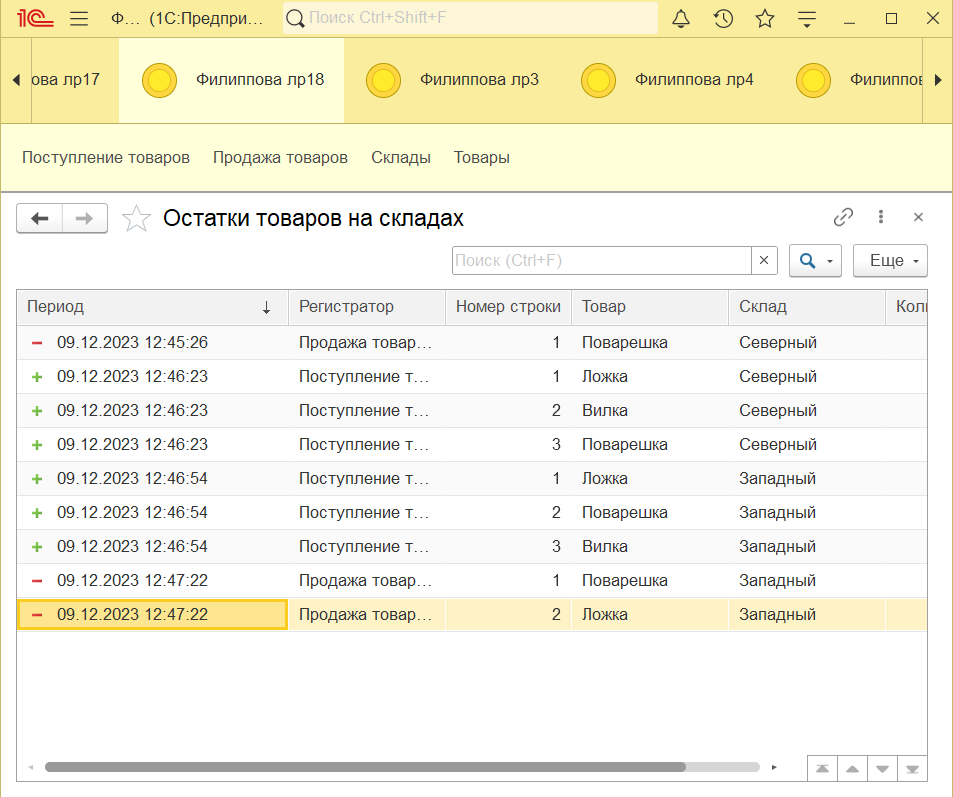 1С Ф... (1С:Предпри... Поиск Ctrl+Shift+F
ова лр17 Филиппова лр18 Филиппова лр3 Филиппова лр4 Филиппов
Поступление товаров Продажа товаров Склады Товары
Остатки товаров на складах
Поиск (Ctrl+F) × Еще
Период ↓ Регистратор Номер строки Товар Склад Коли
− 09.12.2023 12:45:26 Продажа товар... 1 Поварешка Северный
+ 09.12.2023 12:46:23 Поступление т... 1 Ложка Северный
+ 09.12.2023 12:46:23 Поступление т... 2 Вилка Северный
+ 09.12.2023 12:46:23 Поступление т... 3 Поварешка Северный
+ 09.12.2023 12:46:54 Поступление т... 1 Ложка Западный
+ 09.12.2023 12:46:54 Поступление т... 2 Поварешка Западный
+ 09.12.2023 12:46:54 Поступление т... 3 Вилка Западный
− 09.12.2023 12:47:22 Продажа товар... 1 Поварешка Западный
− 09.12.2023 12:47:22 Продажа товар... 2 Ложка Западный